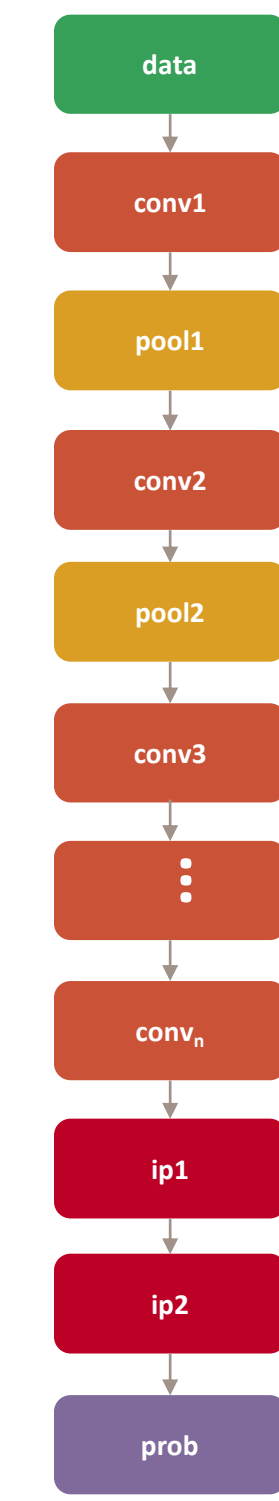 data
conv1
pool1
conv2
pool2
conv3
⋮
convₙ
ip1
ip2
prob